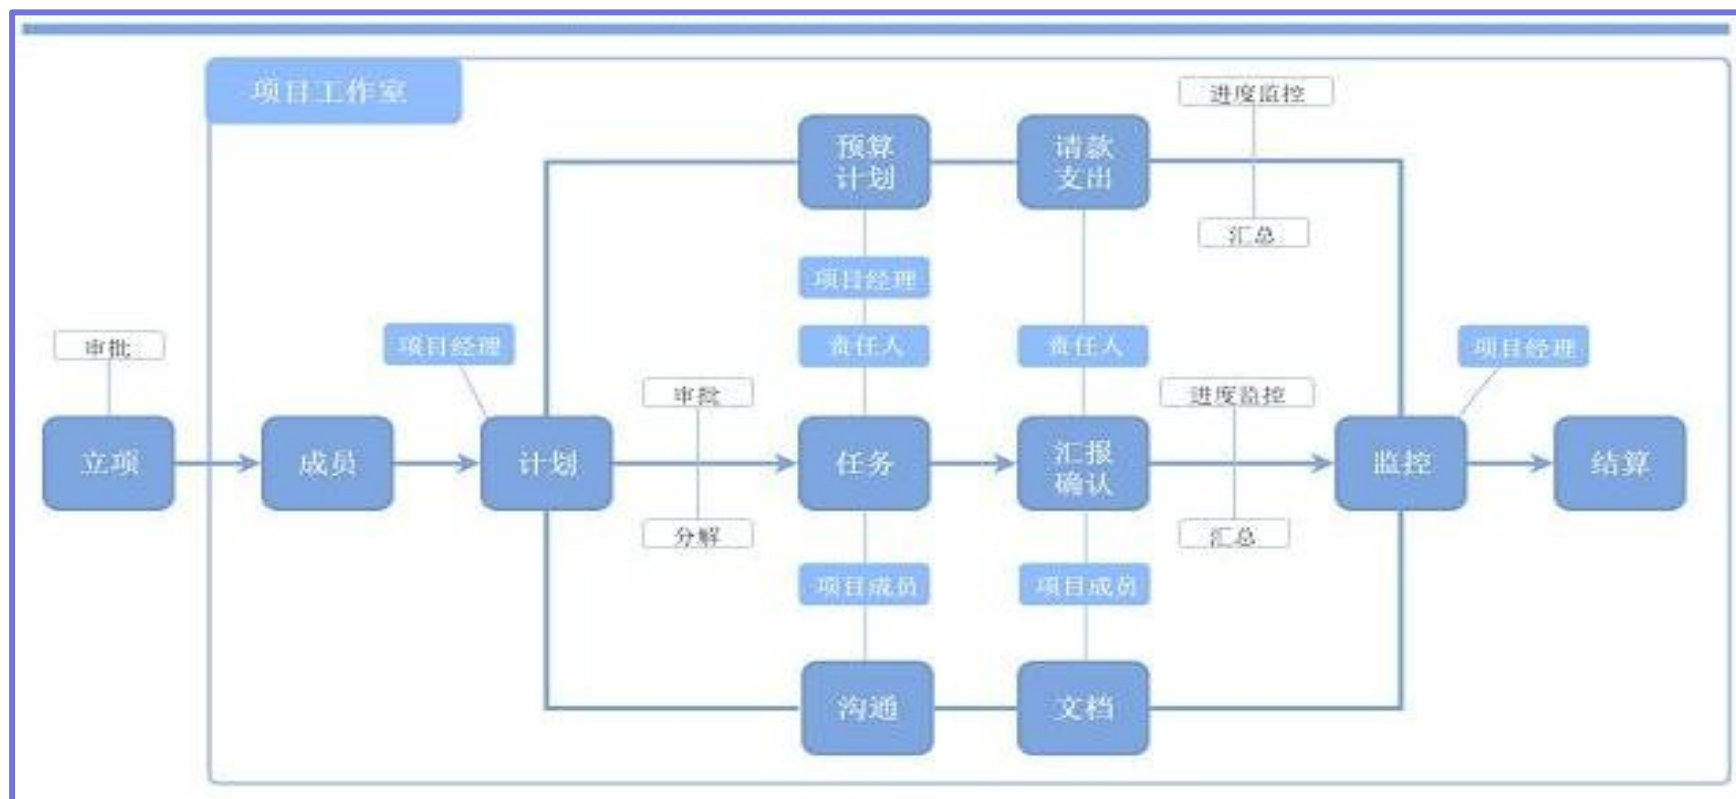 项目工作室
进度监控
预算
计划
请款
支出
汇总
项目经理
审批
项目经理
责任人
责任人
项目经理
审批
进度监控
立项
成员
计划
任务
汇报
确认
监控
结算
分解
汇总
项目成员
项目成员
沟通
文档